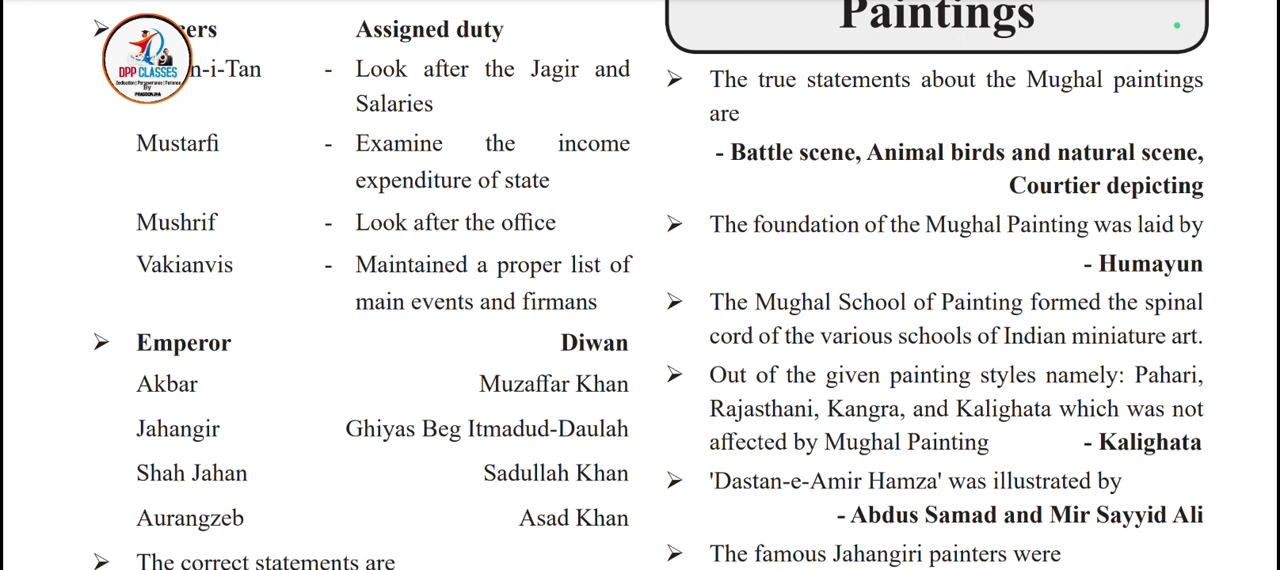 Assigned duty
n-i-Tan - Look after the Jagir and
Salaries
Mustarfi - Examine the income
expenditure of state
Mushrif - Look after the office
Vakianvis - Maintained a proper list of
main events and firmans
Emperor Diwan
Akbar Muzaffar Khan
Jahangir Ghiyas Beg Itmadud-Daulah
Shah Jahan Sadullah Khan
Aurangzeb Asad Khan
The correct statements are
DPP CLASSES
By
Paintings
The true statements about the Mughal paintings
are
- Battle scene, Animal birds and natural scene,
Courtier depicting
The foundation of the Mughal Painting was laid by
- Humayun
The Mughal School of Painting formed the spinal
cord of the various schools of Indian miniature art.
Out of the given painting styles namely: Pahari,
Rajasthani, Kangra, and Kalighata which was not
affected by Mughal Painting - Kalighata
'Dastan-e-Amir Hamza' was illustrated by
- Abdus Samad and Mir Sayyid Ali
The famous Jahangiri painters were